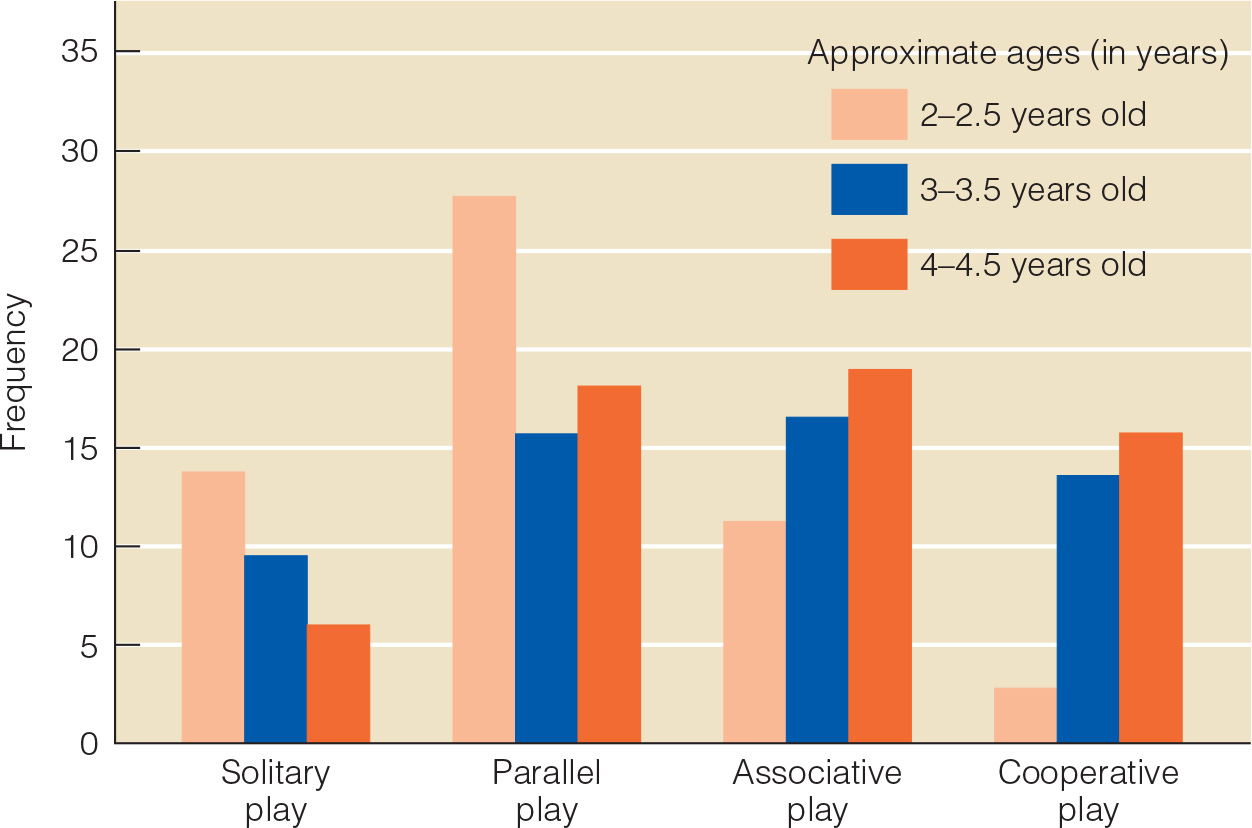 Approximate ages (in years)
2–2.5 years old
3–3.5 years old
4–4.5 years old
Frequency
35
30
25
20
15
10
5
0
Solitary
play
Parallel
play
Associative
play
Cooperative
play